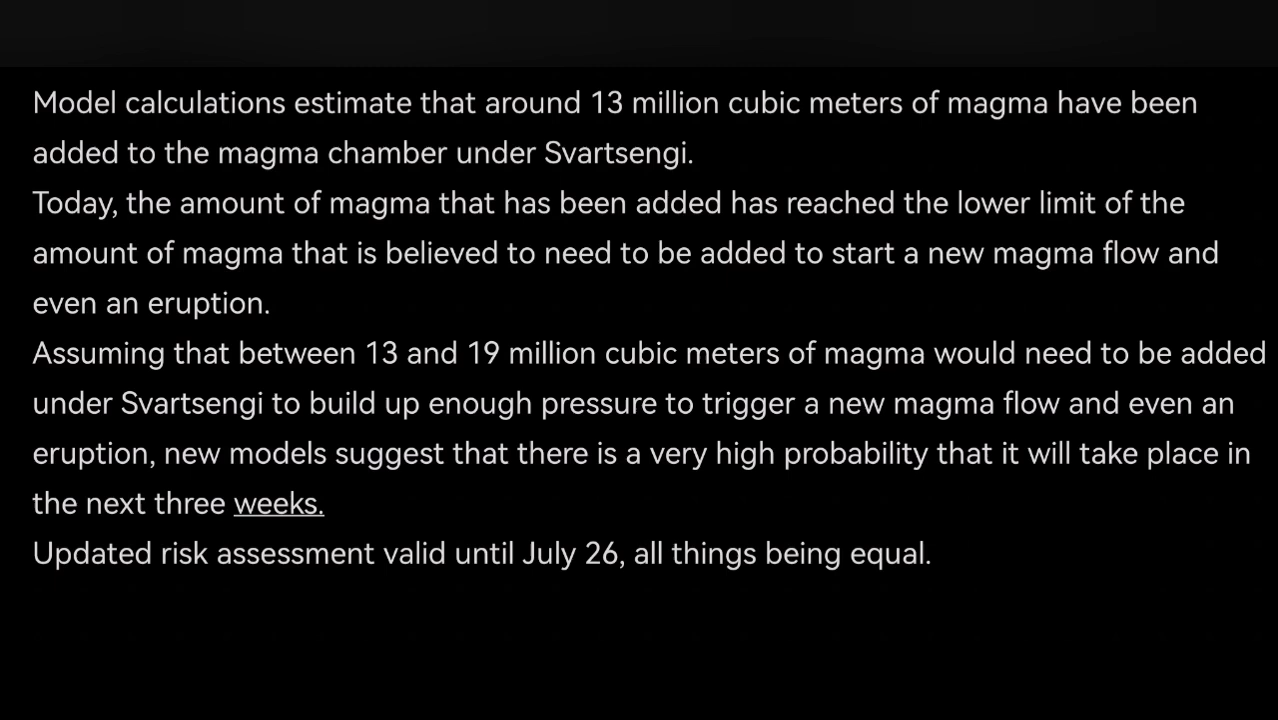 Model calculations estimate that around 13 million cubic meters of magma have been
added to the magma chamber under Svartsengi.
Today, the amount of magma that has been added has reached the lower limit of the
amount of magma that is believed to need to be added to start a new magma flow and
even an eruption.
Assuming that between 13 and 19 million cubic meters of magma would need to be added
under Svartsengi to build up enough pressure to trigger a new magma flow and even an
eruption, new models suggest that there is a very high probability that it will take place in
the next three weeks.
Updated risk assessment valid until July 26, all things being equal.